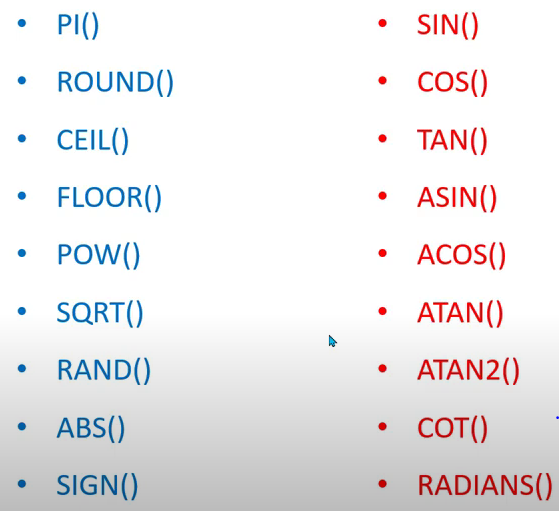 • PI()
• ROUND()
• CEIL()
• FLOOR()
• POW()
• SQRT()
• RAND()
• ABS()
• SIGN()
• SIN()
• COS()
• TAN()
• ASIN()
• ACOS()
• ATAN()
• ATAN2()
• COT()
• RADIANS()